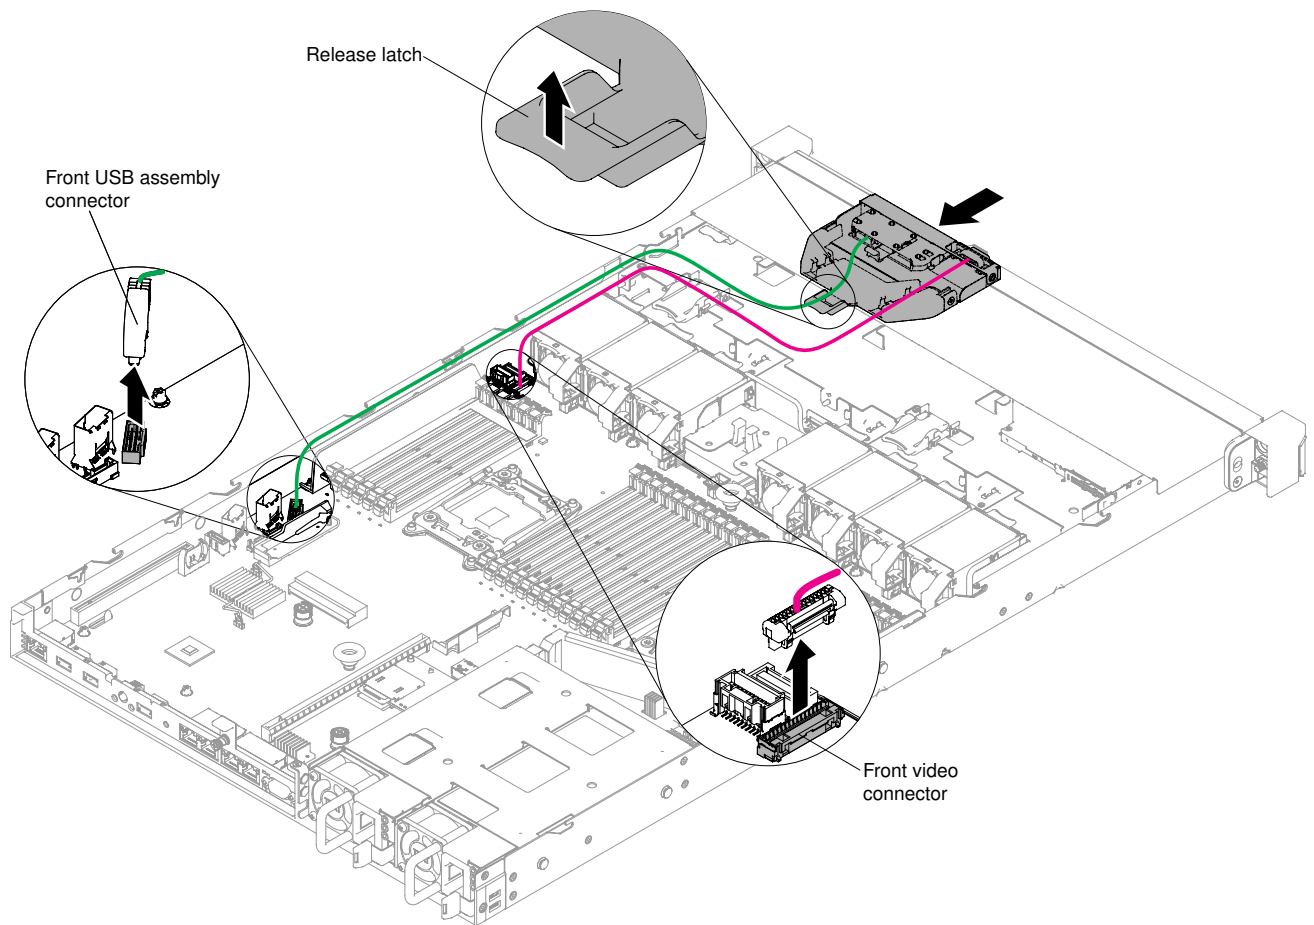 Release latch
Front USB assembly
connector
Front video
connector